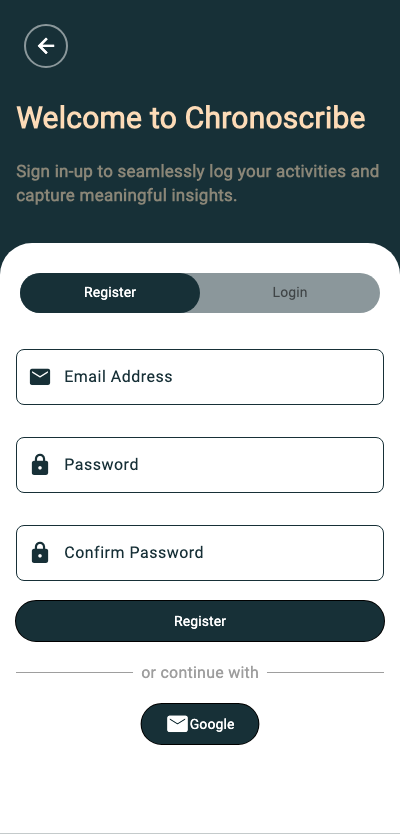 Welcome to Chronoscribe
Sign in-up to seamlessly log your activities and
capture meaningful insights.
Register
Login
Email Address
Password
Confirm Password
Register
or continue with
Google